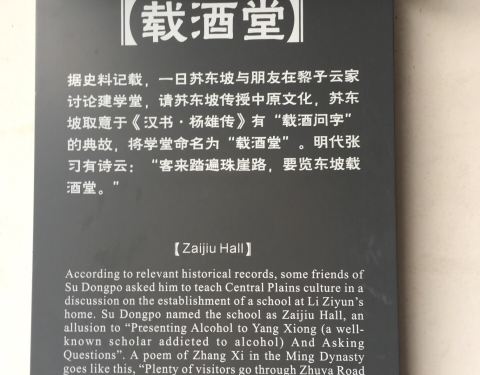 【载酒堂】
据史料记载，一日苏东坡与朋友在黎子云家
讨论建学堂，请苏东坡传授中原文化，苏东
坡取意于《汉书·杨雄传》有“载酒问字”
的典故，将学堂命名为“载酒堂”。明代张
习有诗云：“客来踏遍珠崖路，要览东坡载
酒堂。”
【Zaijiu Hall】
According to relevant historical records, some friends of
Su Dongpo asked him to teach Central Plains culture in a
discussion on the establishment of a school at Li Ziyun's
home. Su Dongpo named the school as Zaijiu Hall, an
allusion to “Presenting Alcohol to Yang Xiong (a well-
known scholar addicted to alcohol) And Asking
Questions”. A poem of Zhang Xi in the Ming Dynasty
goes like this, “Plenty of visitors go through Zhuya Road